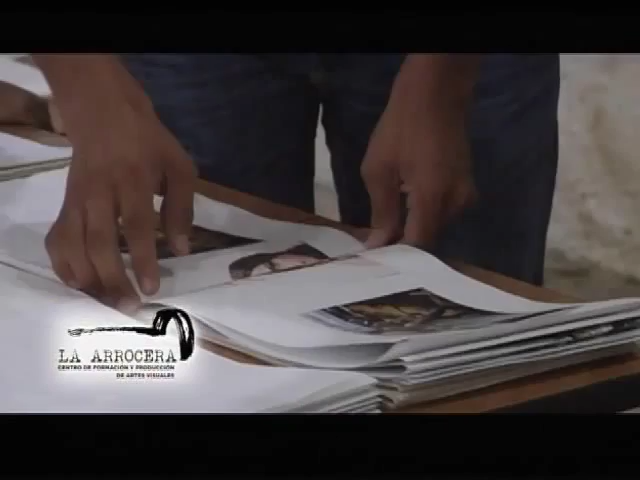 LA ARROCERA
CENTRO DE FORMACIÓN Y PRODUCCIÓN
DE ARTES VISUALES